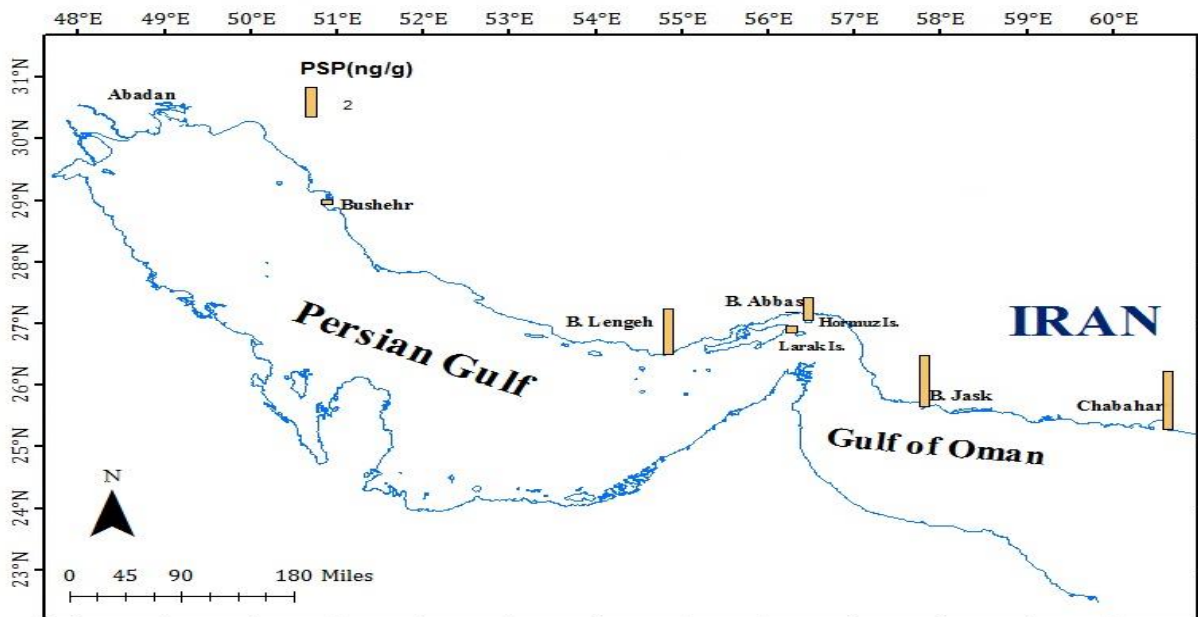 48°E 49°E 50°E 51°E 52°E 53°E 54°E 55°E 56°E 57°E 58°E 59°E 60°E
31°N
30°N
29°N
28°N
27°N
26°N
25°N
24°N
23°N
PSP(ng/g)
2
Abadan
Bushehr
B. Lengeh
B. Abbas
Hormuz Is.
Larak Is.
IRAN
B. Jask
Chabahar
Persian Gulf
Gulf of Oman
N
0 45 90 180 Miles